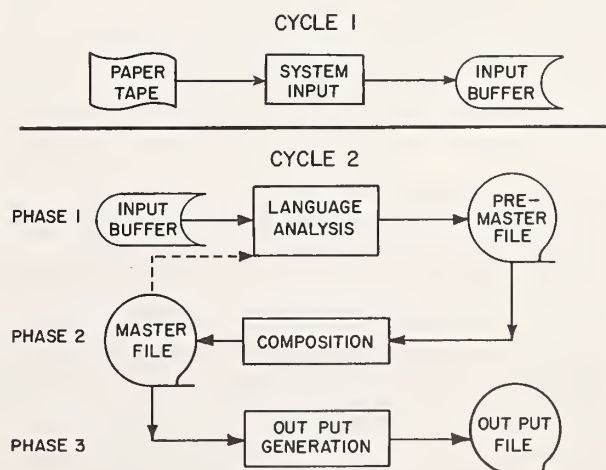 CYCLE 1
PAPER
TAPE
SYSTEM
INPUT
INPUT
BUFFER
CYCLE 2
PHASE 1
INPUT
BUFFER
LANGUAGE
ANALYSIS
PRE-
MASTER
FILE
PHASE 2
MASTER
FILE
COMPOSITION
PHASE 3
OUT PUT
GENERATION
OUT PUT
FILE